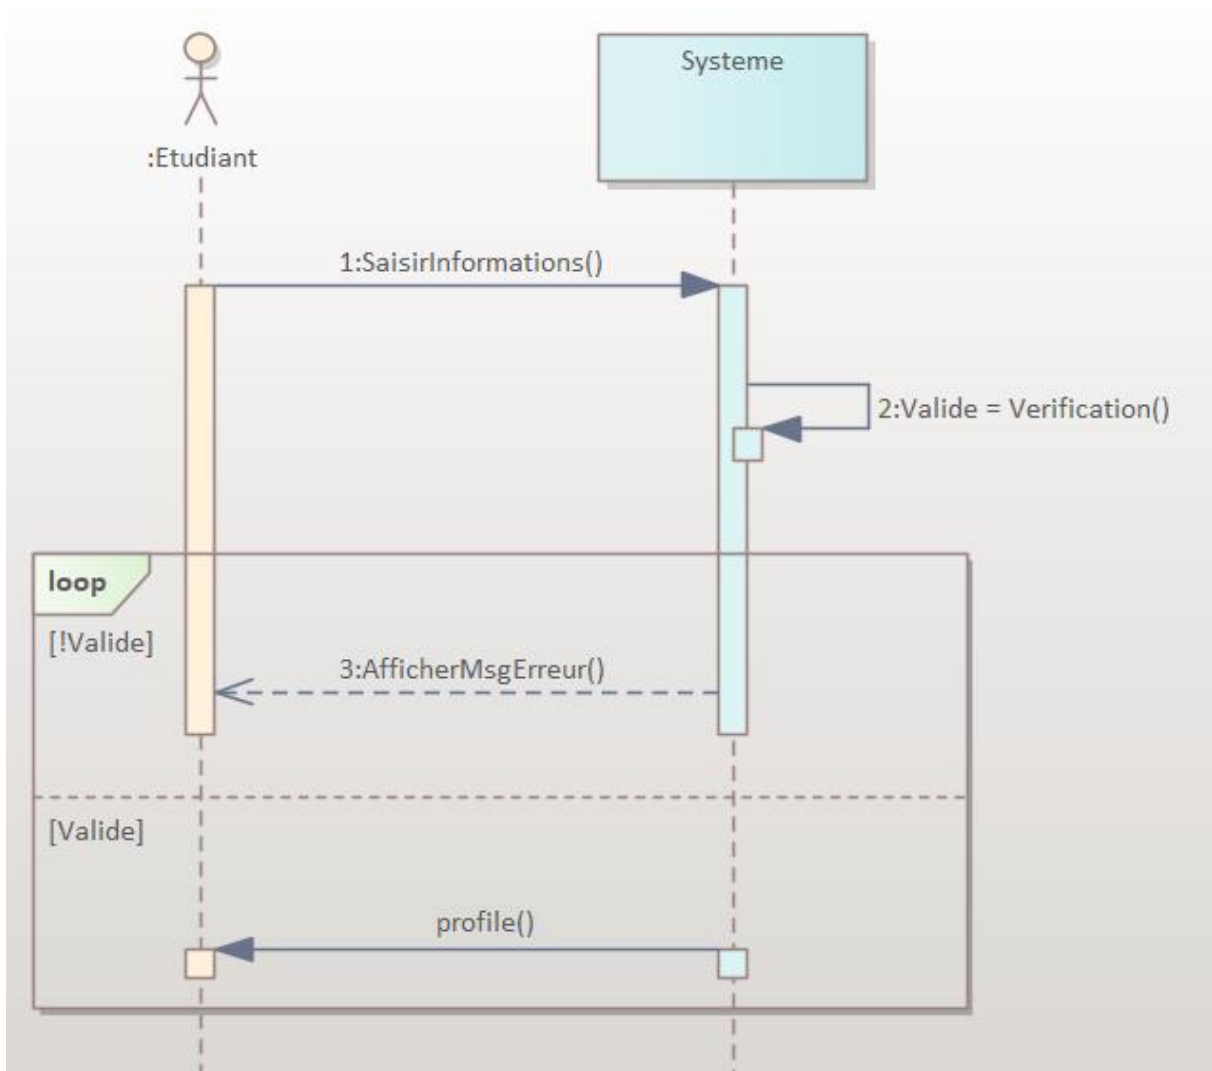 Systeme
:Etudiant
1:SaisirInformations()
2:Valide = Verification()
loop
[!Valide]
3:AfficherMsgErreur()
[Valide]
profile()